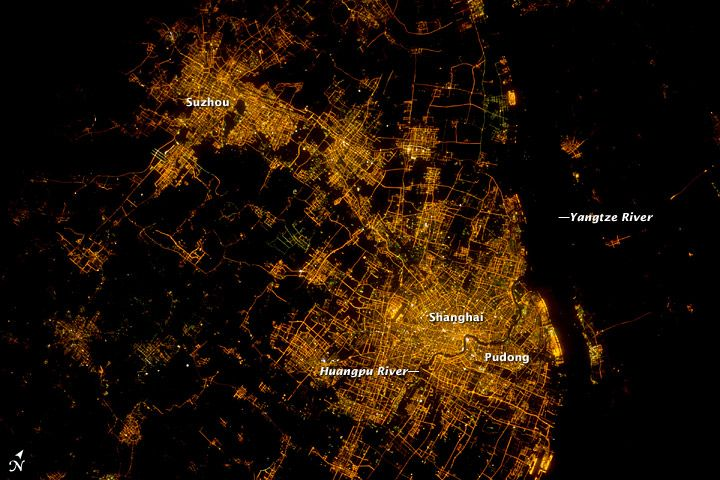 Suzhou
—Yangtze River
Shanghai
Pudong
Huangpu River—
N